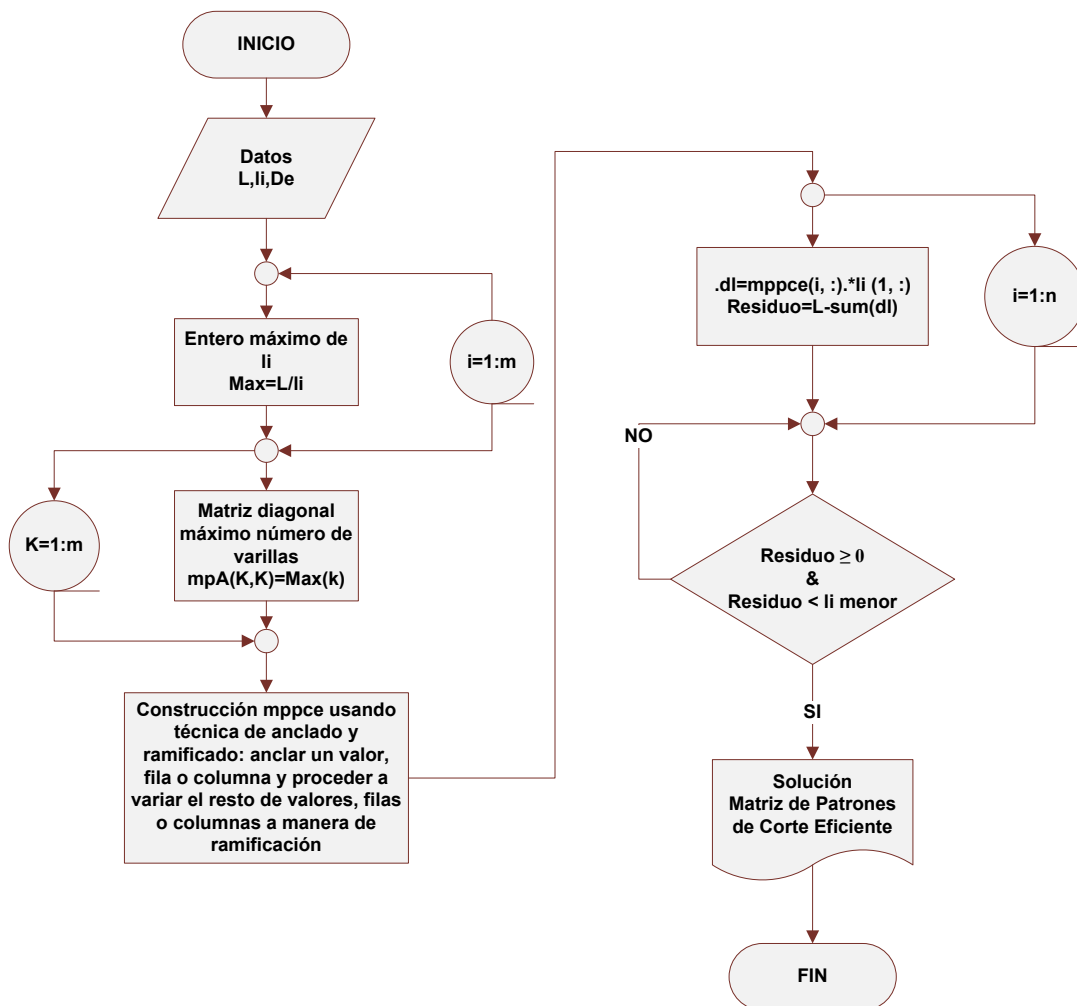 INICIO
Datos
L,li,De
Entero máximo de
li
Max=L/li
i=1:m
K=1:m
Matriz diagonal
máximo número de
varillas
mpA(K,K)=Max(k)
Construcción mppce usando
técnica de anclado y
ramificado: anclar un valor,
fila o columna y proceder a
variar el resto de valores, filas
o columnas a manera de
ramificación
.dl=mppce(i, :).*li (1, :)
Residuo=L-sum(dl)
i=1:n
NO
Residuo ≥ 0
&
Residuo < li menor
SI
Solución
Matriz de Patrones
de Corte Eficiente
FIN